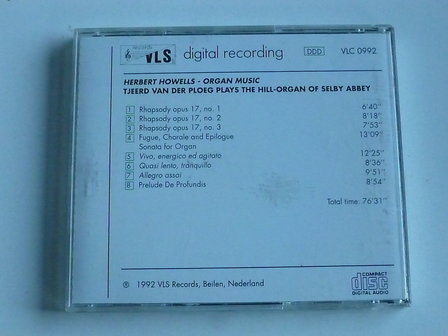 records
VLS digital recording DDD VLC 0992
HERBERT HOWELLS - ORGAN MUSIC
TJEERD VAN DER PLOEG PLAYS THE HILL-ORGAN OF SELBY ABBEY
1 Rhapsody opus 17, no. 1 6'40"
2 Rhapsody opus 17, no. 2 8'18"
3 Rhapsody opus 17, no. 3 7'53"
4 Fugue, Chorale and Epilogue 13'09"
Sonata for Organ
5 Vivo, energico ed agitato 12'25"
6 Quasi lento, tranquillo 8'36"
7 Allegro assai 9'51"
8 Prelude De Profundis 8'54"
Total time: 76'31"
℗ 1992 VLS Records, Beilen, Nederland
COMPACT
disc
DIGITAL AUDIO